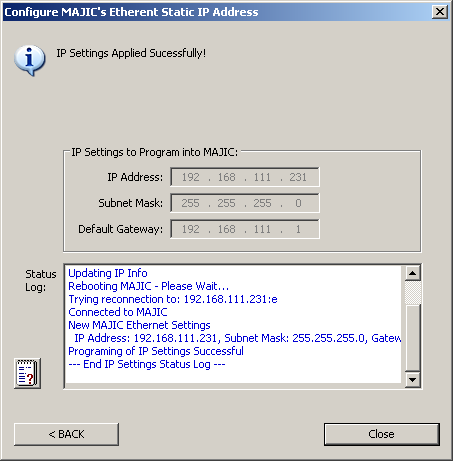 Configure MAJIC's Etherent Static IP Address
IP Settings Applied Sucessfully!
IP Settings to Program into MAJIC:
IP Address: 192 . 168 . 111 . 231
Subnet Mask: 255 . 255 . 255 . 0
Default Gateway: 192 . 168 . 111 . 1
Status
Log:
Updating IP Info
Rebooting MAJIC - Please Wait...
Trying reconnection to: 192.168.111.231:e
Connected to MAJIC
New MAJIC Ethernet Settings
IP Address: 192.168.111.231, Subnet Mask: 255.255.255.0, Gatew
Programing of IP Settings Successful
--- End IP Settings Status Log ---
< BACK
Close